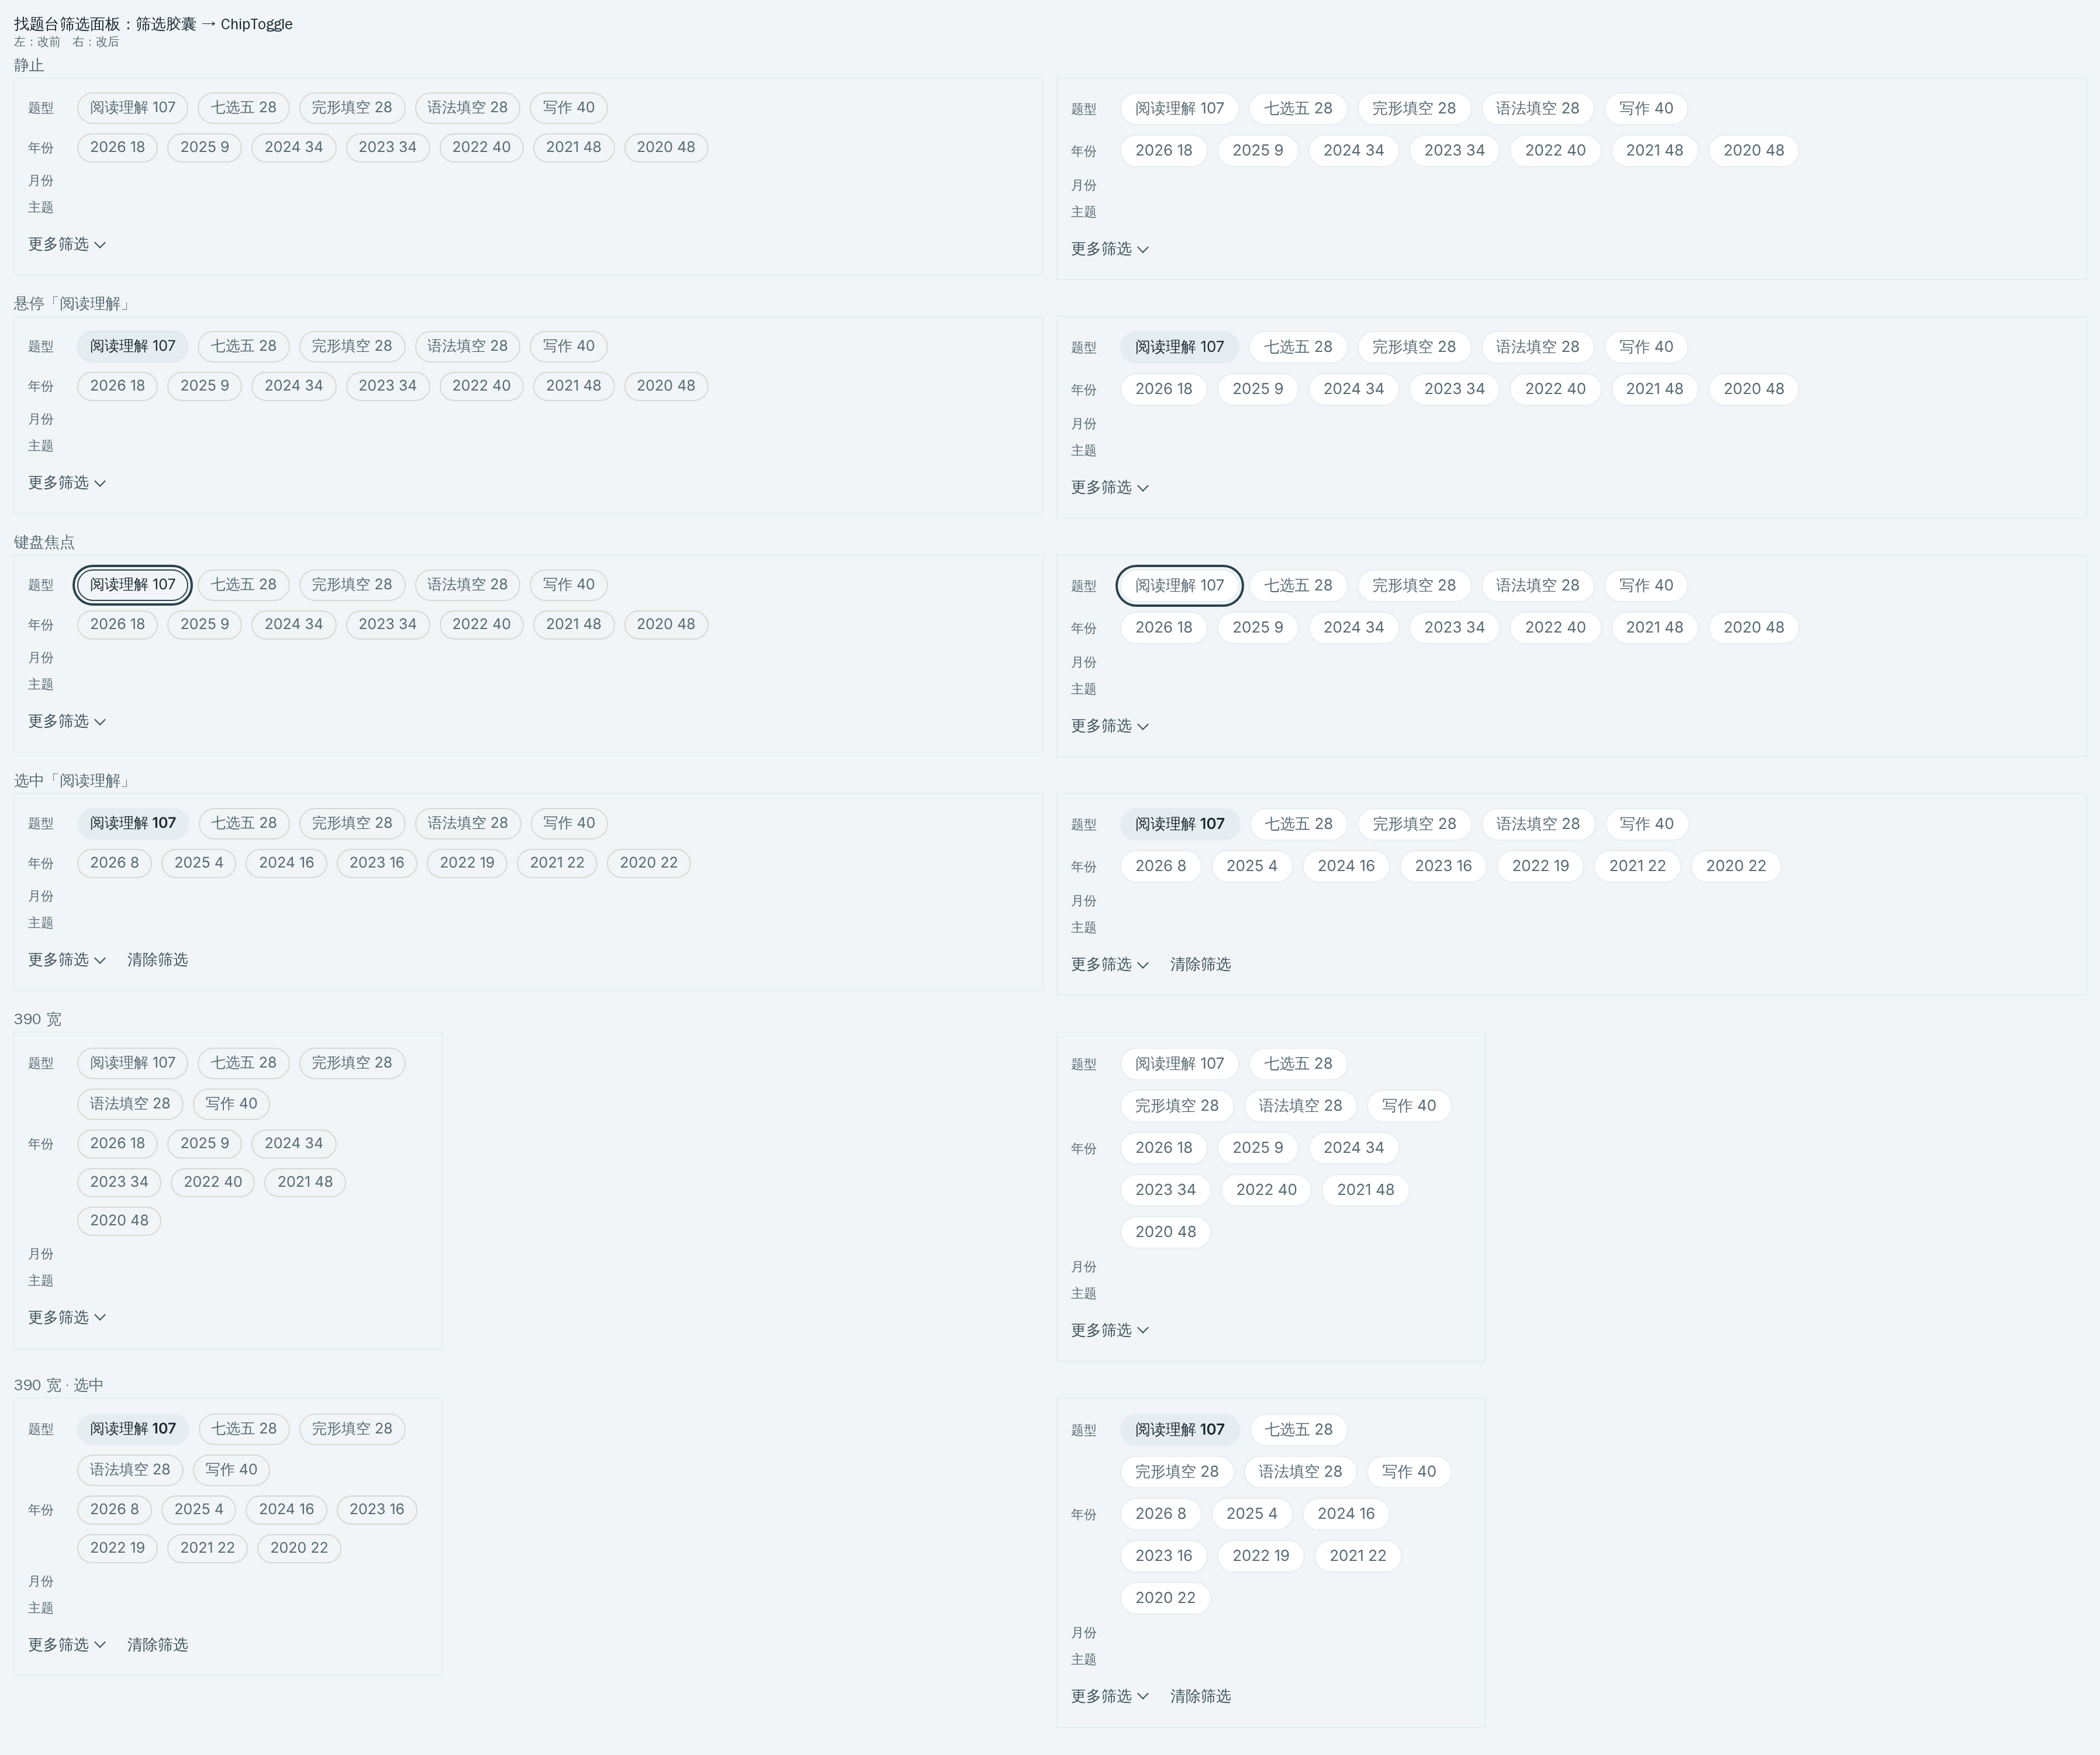 找题台筛选面板：筛选胶囊 → ChipToggle
左：改前 右：改后
静止
题型 阅读理解 107 七选五 28 完形填空 28 语法填空 28 写作 40
年份 2026 18 2025 9 2024 34 2023 34 2022 40 2021 48 2020 48
月份
主题
更多筛选
题型 阅读理解 107 七选五 28 完形填空 28 语法填空 28 写作 40
年份 2026 18 2025 9 2024 34 2023 34 2022 40 2021 48 2020 48
月份
主题
更多筛选
悬停「阅读理解」
题型 阅读理解 107 七选五 28 完形填空 28 语法填空 28 写作 40
年份 2026 18 2025 9 2024 34 2023 34 2022 40 2021 48 2020 48
月份
主题
更多筛选
题型 阅读理解 107 七选五 28 完形填空 28 语法填空 28 写作 40
年份 2026 18 2025 9 2024 34 2023 34 2022 40 2021 48 2020 48
月份
主题
更多筛选
键盘焦点
题型 阅读理解 107 七选五 28 完形填空 28 语法填空 28 写作 40
年份 2026 18 2025 9 2024 34 2023 34 2022 40 2021 48 2020 48
月份
主题
更多筛选
题型 阅读理解 107 七选五 28 完形填空 28 语法填空 28 写作 40
年份 2026 18 2025 9 2024 34 2023 34 2022 40 2021 48 2020 48
月份
主题
更多筛选
选中「阅读理解」
题型 阅读理解 107 七选五 28 完形填空 28 语法填空 28 写作 40
年份 2026 8 2025 4 2024 16 2023 16 2022 19 2021 22 2020 22
月份
主题
更多筛选 清除筛选
题型 阅读理解 107 七选五 28 完形填空 28 语法填空 28 写作 40
年份 2026 8 2025 4 2024 16 2023 16 2022 19 2021 22 2020 22
月份
主题
更多筛选 清除筛选
390 宽
题型 阅读理解 107 七选五 28 完形填空 28
语法填空 28 写作 40
年份 2026 18 2025 9 2024 34
2023 34 2022 40 2021 48
2020 48
月份
主题
更多筛选
题型 阅读理解 107 七选五 28
完形填空 28 语法填空 28 写作 40
年份 2026 18 2025 9 2024 34
2023 34 2022 40 2021 48
2020 48
月份
主题
更多筛选
390 宽 · 选中
题型 阅读理解 107 七选五 28 完形填空 28
语法填空 28 写作 40
年份 2026 8 2025 4 2024 16 2023 16
2022 19 2021 22 2020 22
月份
主题
更多筛选 清除筛选
题型 阅读理解 107 七选五 28
完形填空 28 语法填空 28 写作 40
年份 2026 8 2025 4 2024 16
2023 16 2022 19 2021 22
2020 22
月份
主题
更多筛选 清除筛选